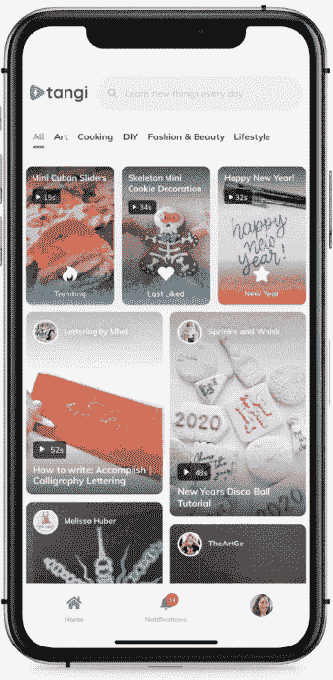 tangi
Learn new things every day
All Art Cooking DIY Fashion & Beauty Lifestyle
Mini Cuban Sliders
15s
Trending
Skeleton Mini
Cookie Decoration
34s
Last Liked
Happy New Year!
32s
happy
new
year!
New Year
Lettering by Mhel
52s
How to write: Accomplish |
Calligraphy Lettering
Sprinkle and Whisk
2020
2020
48s
New Years Disco Ball
Tutorial
2020
Melissa Huber
TheArtGe
Home
Notifications